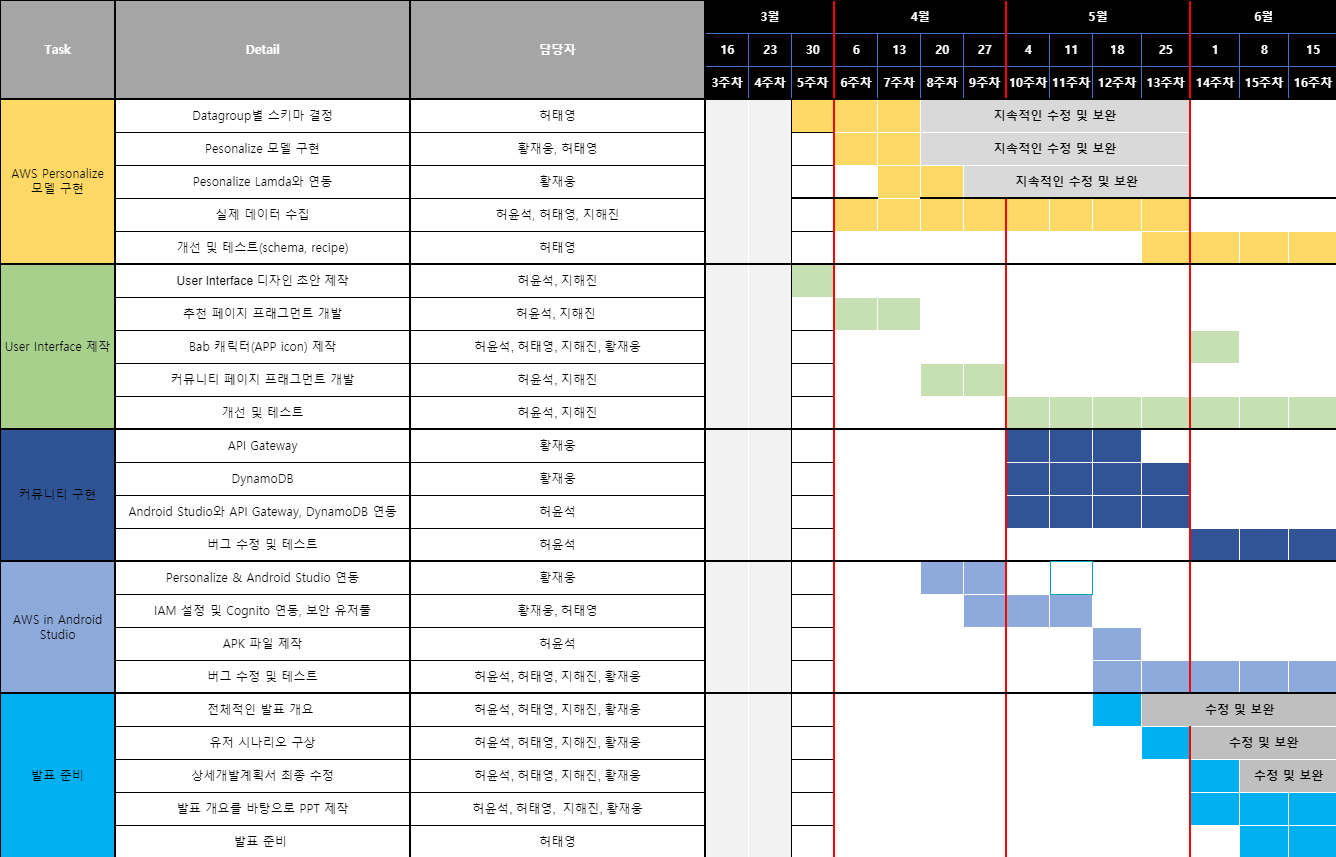 Task Detail 담당자 3월 4월 5월 6월
16 23 30 6 13 20 27 4 11 18 25 1 8 15
3주차 4주차 5주차 6주차 7주차 8주차 9주차 10주차 11주차 12주차 13주차 14주차 15주차 16주차
AWS Personalize
모델 구현
Datagroup별 스키마 결정 허태영 지속적인 수정 및 보완
Pesonalize 모델 구현 황재웅, 허태영 지속적인 수정 및 보완
Pesonalize Lamda와 연동 황재웅 지속적인 수정 및 보완
실제 데이터 수집 허윤석, 허태영, 지해진
개선 및 테스트(schema, recipe) 허태영
User Interface 제작
User Interface 디자인 초안 제작 허윤석, 지해진
추천 페이지 프래그먼트 개발 허윤석, 지해진
Bab 캐릭터(APP icon) 제작 허윤석, 허태영, 지해진, 황재웅
커뮤니티 페이지 프래그먼트 개발 허윤석, 지해진
개선 및 테스트 허윤석, 지해진
커뮤니티 구현
API Gateway 황재웅
DynamoDB 황재웅
Android Studio와 API Gateway, DynamoDB 연동 허윤석
버그 수정 및 테스트 허윤석
AWS in Android
Studio
Personalize & Android Studio 연동 황재웅
IAM 설정 및 Cognito 연동, 보안 유저풀 황재웅, 허태영
APK 파일 제작 허윤석
버그 수정 및 테스트 허윤석, 허태영, 지해진, 황재웅
발표 준비
전체적인 발표 개요 허윤석, 허태영, 지해진, 황재웅 수정 및 보완
유저 시나리오 구상 허윤석, 허태영, 지해진, 황재웅 수정 및 보완
상세개발계획서 최종 수정 허윤석, 허태영, 지해진, 황재웅 수정 및 보완
발표 개요를 바탕으로 PPT 제작 허윤석, 허태영, 지해진, 황재웅
발표 준비 허태영